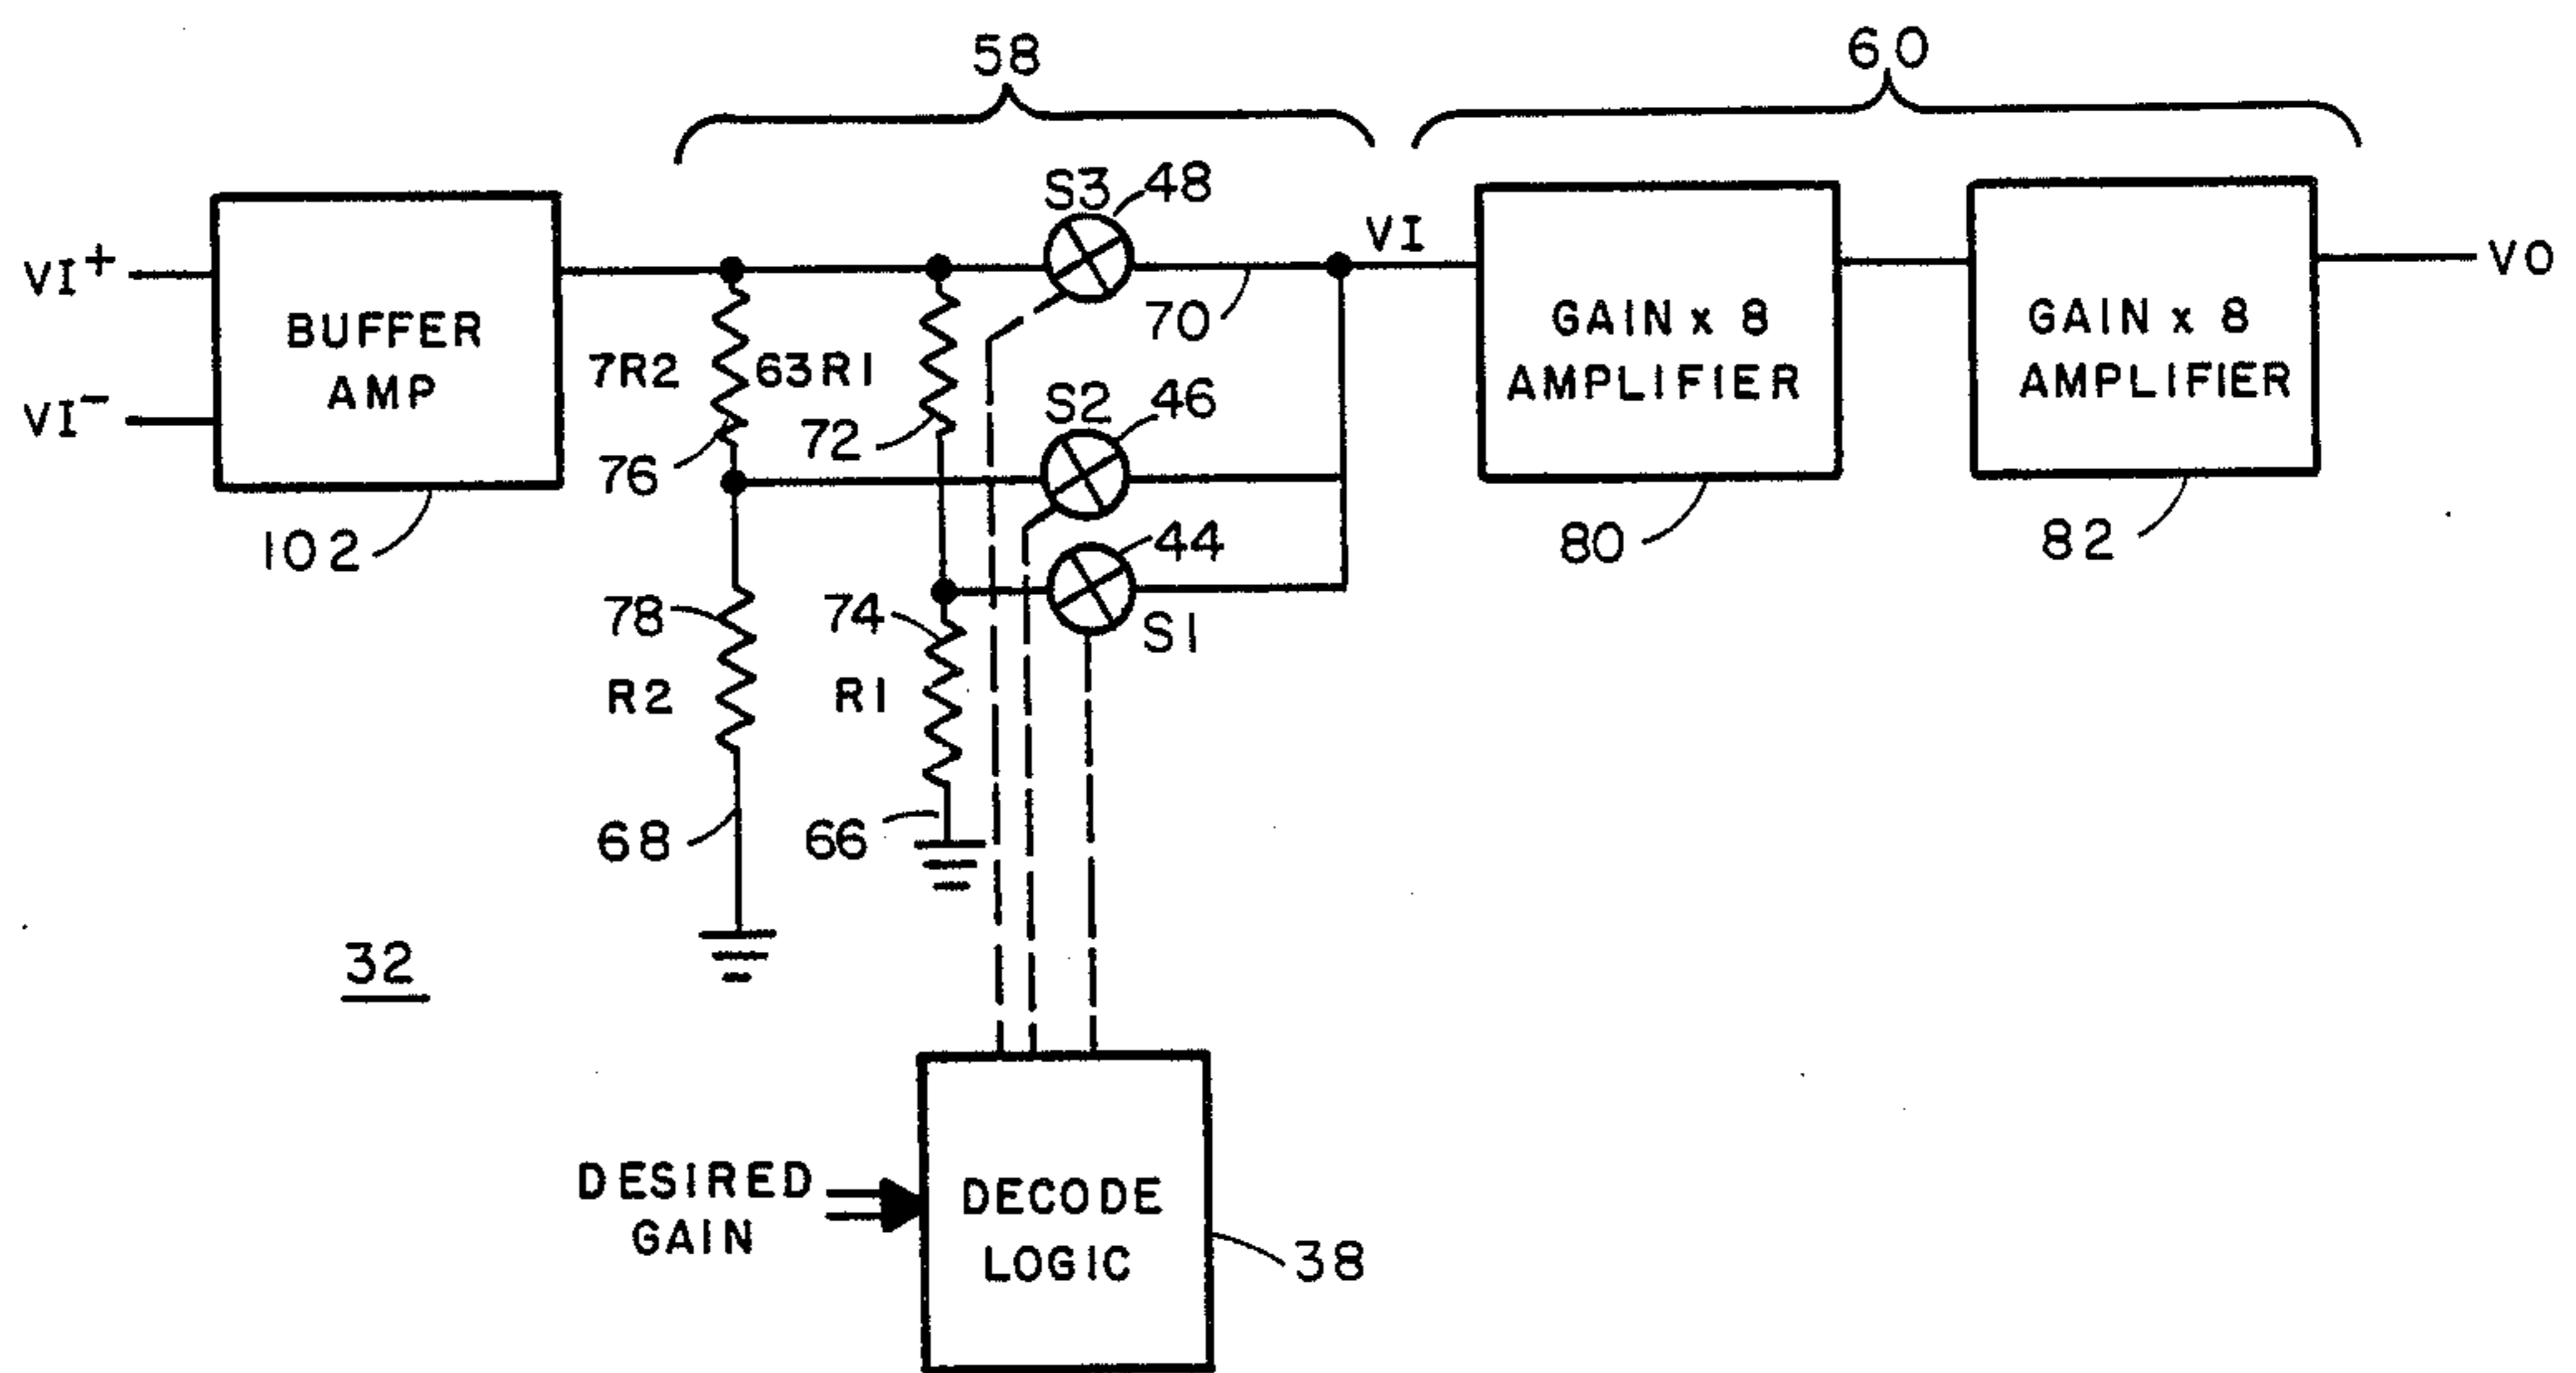 58
60
S3
48
VI
VI+
VI-
BUFFER
AMP
102
7R2
63R1
76
72
70
S2
46
44
S1
GAIN x 8
AMPLIFIER
80
GAIN x 8
AMPLIFIER
82
VO
78
R2
74
R1
68
66
32
DESIRED
GAIN
DECODE
LOGIC
38